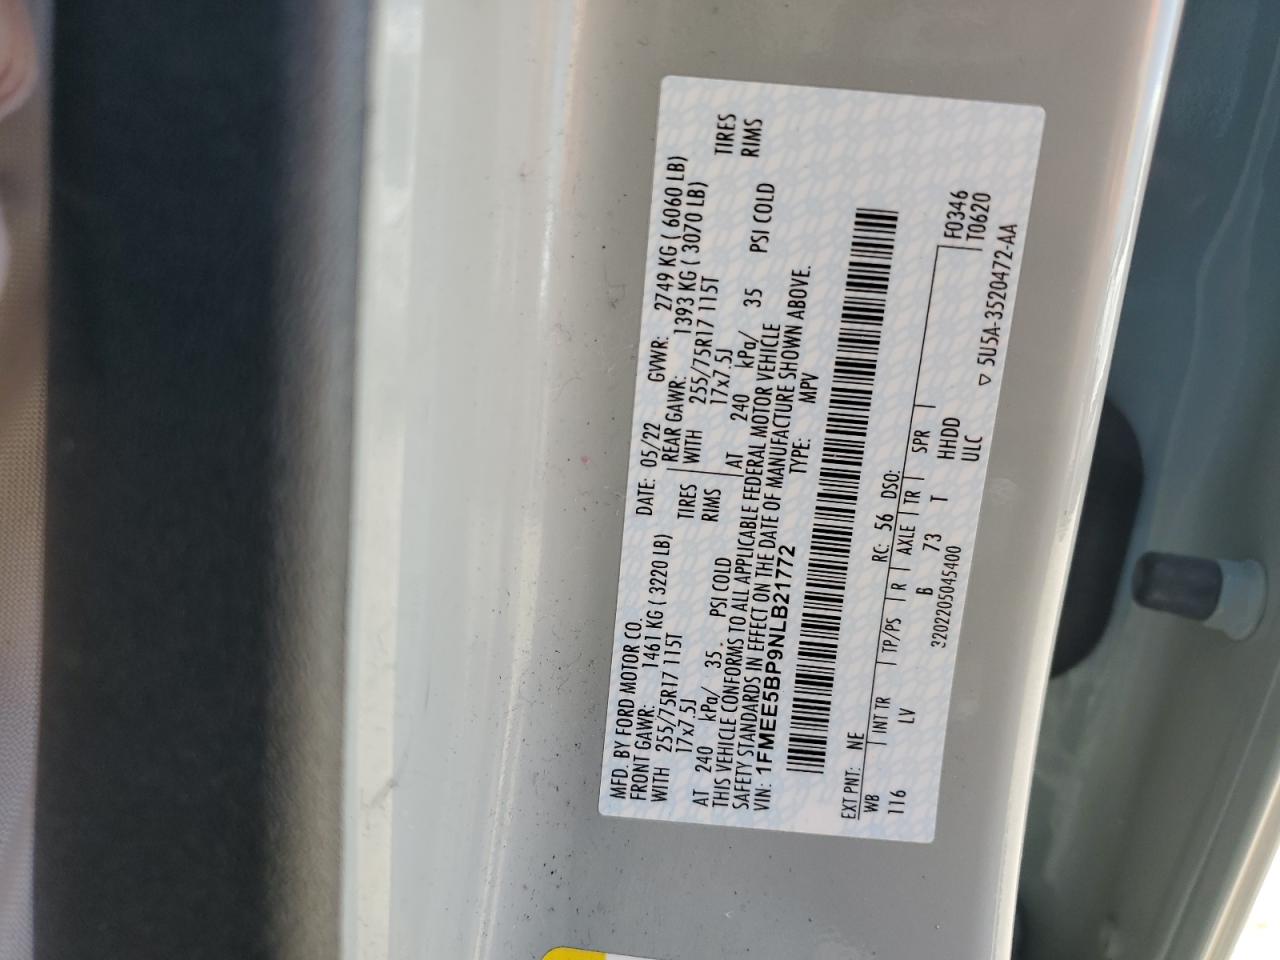 MFD. BY FORD MOTOR CO. DATE: 05/22 GVWR: 2749 KG ( 6060 LB)
FRONT GAWR: 1461 KG ( 3220 LB) REAR GAWR: 1393 KG ( 3070 LB)
WITH 255/75R17 115T TIRES WITH 255/75R17 115T TIRES
17x7.5J RIMS 17x7.5J RIMS
AT 240 kPa/ 35 PSI COLD AT 240 kPa/ 35 PSI COLD
THIS VEHICLE CONFORMS TO ALL APPLICABLE FEDERAL MOTOR VEHICLE
SAFETY STANDARDS IN EFFECT ON THE DATE OF MANUFACTURE SHOWN ABOVE.
VIN: 1FMEE5BP9NLB21772 TYPE: MPV
EXT PNT: NE RC: 56 DSO:
WB INT TR TP/PS R AXLE TR SPR F0346
116 LV B 73 T HHDD T0620
3202205045400 ULC
▽ 5U5A-3520472-AA